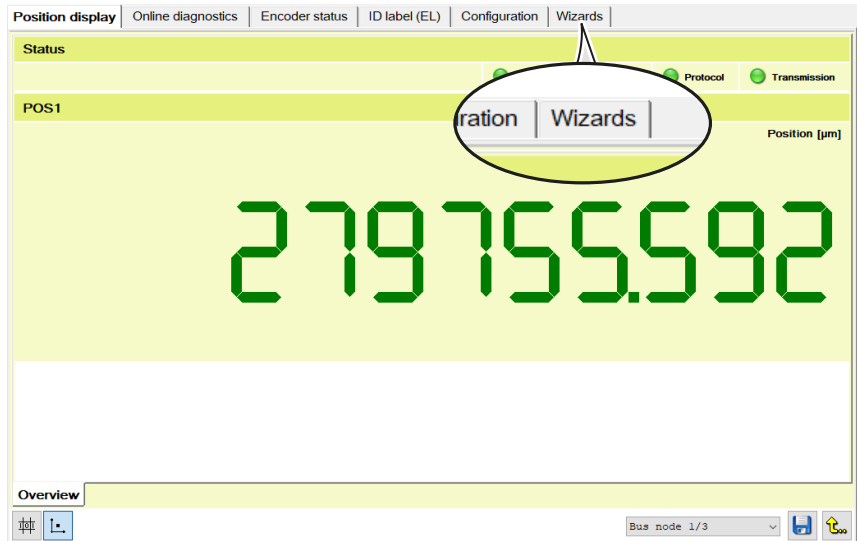 Position display Online diagnostics Encoder status ID label (EL) Configuration Wizards
Status
Protocol Transmission
POS1
ration Wizards
Position [µm]
279755.592
Overview
Bus node 1/3